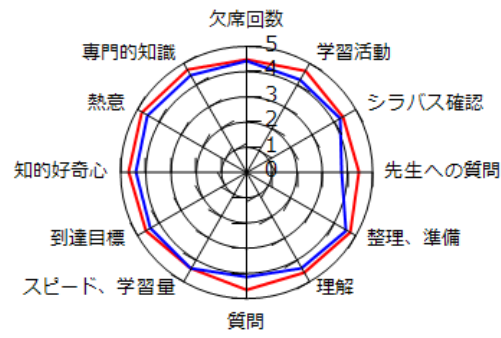 欠席回数
学習活動
シラバス確認
先生への質問
整理、準備
理解
質問
スピード、学習量
到達目標
知的好奇心
熱意
専門的知識
5
4
3
2
1
0